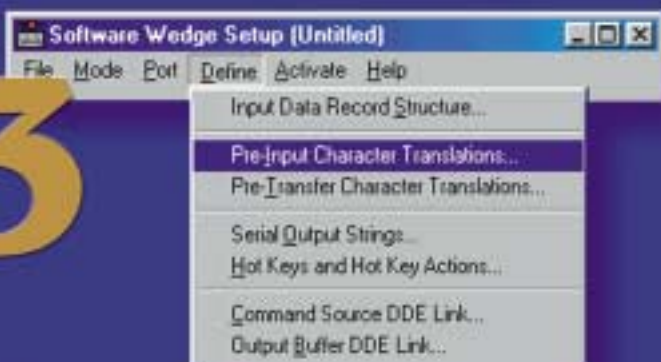 Software Wedge Setup (Untitled)
File Mode Port Define Activate Help
3
Input Data Record Structure...
Pre-Input Character Translations...
Pre-Transfer Character Translations...
Serial Output Strings...
Hot Keys and Hot Key Actions...
Command Source DDE Link...
Output Buffer DDE Link...